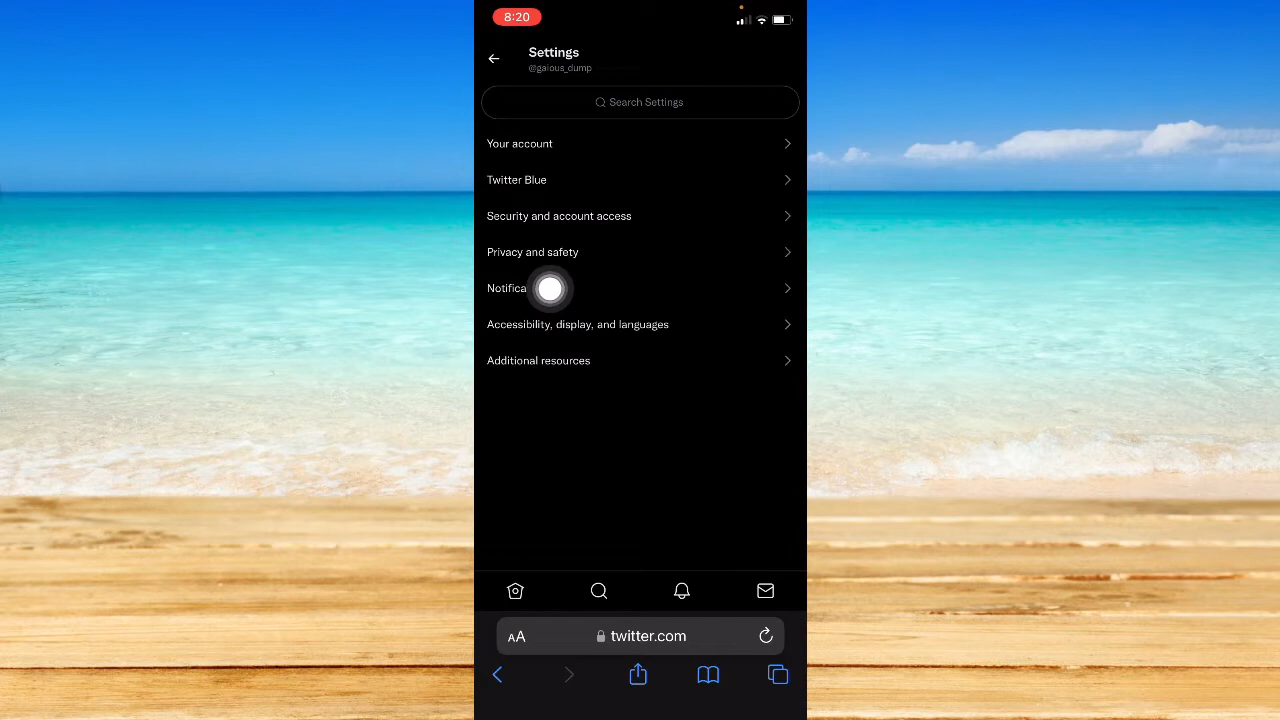 8:20
Settings
@gaious_dump
Search Settings
Your account
Twitter Blue
Security and account access
Privacy and safety
Notifica
Accessibility, display, and languages
Additional resources
AA
twitter.com